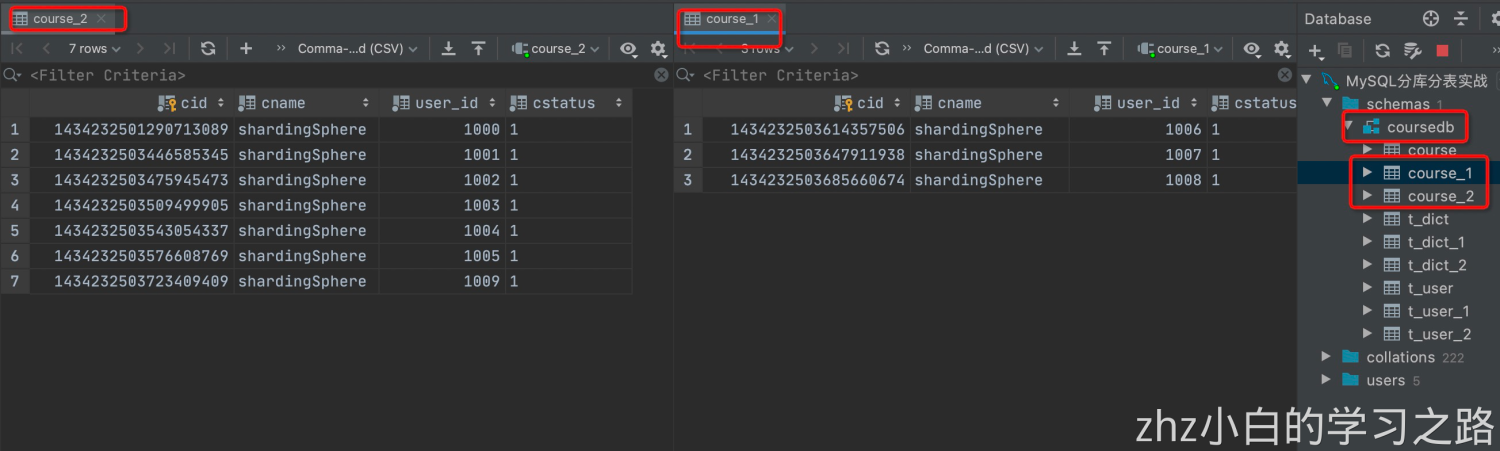 course_2
7 rows
Comma-...d (CSV)
course_2
<Filter Criteria>
cid cname user_id cstatus
1 1434232501290713089 shardingSphere 1000 1
2 1434232503446585345 shardingSphere 1001 1
3 1434232503475945473 shardingSphere 1002 1
4 1434232503509499905 shardingSphere 1003 1
5 1434232503543054337 shardingSphere 1004 1
6 1434232503576608769 shardingSphere 1005 1
7 1434232503723409409 shardingSphere 1009 1
course_1
3 rows
Comma-...d (CSV)
course_1
<Filter Criteria>
cid cname user_id cstatus
1 1434232503614357506 shardingSphere 1006 1
2 1434232503647911938 shardingSphere 1007 1
3 1434232503685660674 shardingSphere 1008 1
Database
MySQL分库分表实战
schemas 1
coursedb
course
course_1
course_2
t_dict
t_dict_1
t_dict_2
t_user
t_user_1
t_user_2
collations 222
users 5
zhz小白的学习之路